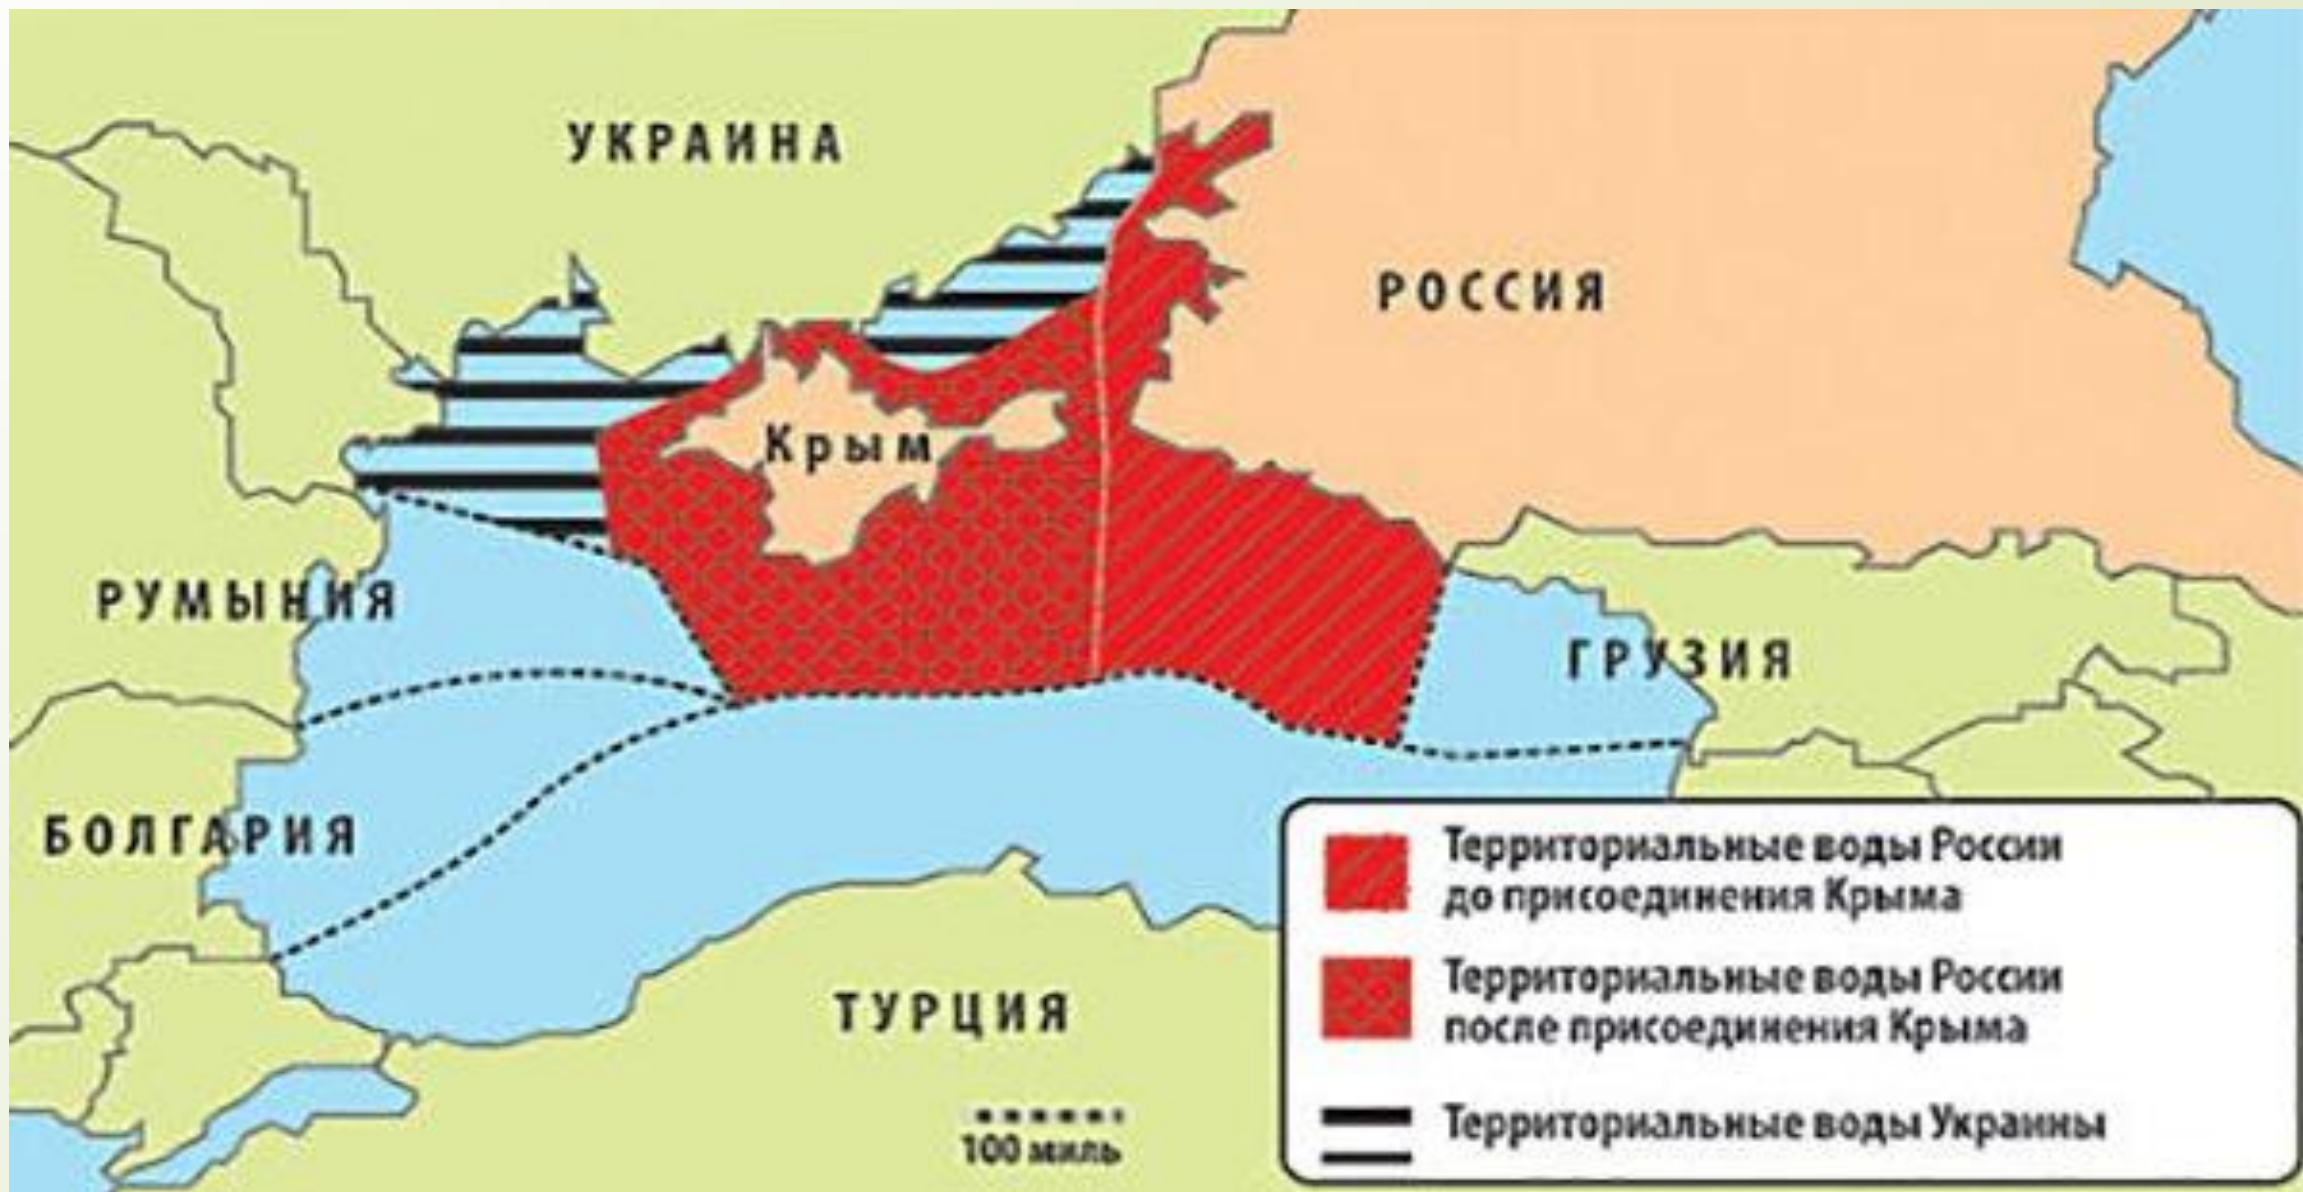 УКРАИНА
РОССИЯ
Крым
РУМЫНИЯ
ГРУЗИЯ
БОЛГАРИЯ
ТУРЦИЯ
100 миль
Территориальные воды России
до присоединения Крыма
Территориальные воды России
после присоединения Крыма
Территориальные воды Украины